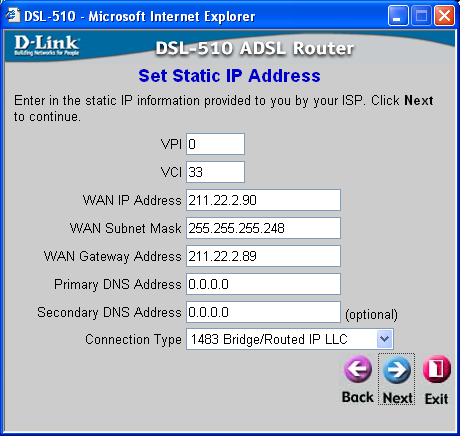 DSL-510 - Microsoft Internet Explorer
D-Link
Building Networks for People
DSL-510 ADSL Router
Set Static IP Address
Enter in the static IP information provided to you by your ISP. Click Next
to continue.
VPI 0
VCI 33
WAN IP Address 211.22.2.90
WAN Subnet Mask 255.255.255.248
WAN Gateway Address 211.22.2.89
Primary DNS Address 0.0.0.0
Secondary DNS Address 0.0.0.0 (optional)
Connection Type 1483 Bridge/Routed IP LLC
Back Next Exit